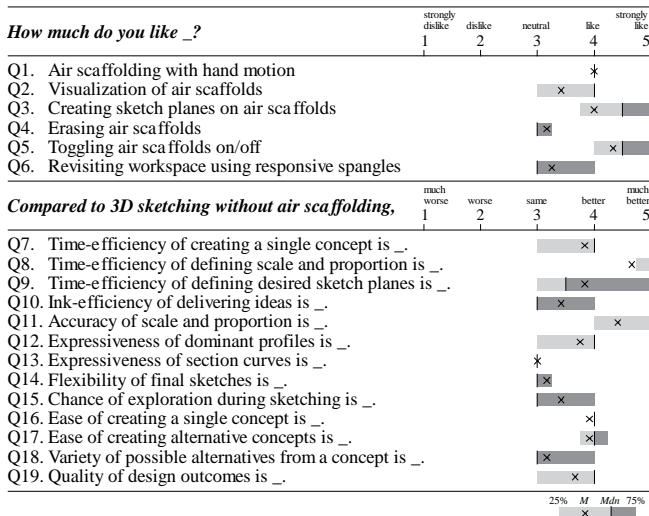 How much do you like _?
strongly dislike 1
dislike 2
neutral 3
like 4
strongly like 5
Q1. Air scaffolding with hand motion
Q2. Visualization of air scaffolds
Q3. Creating sketch planes on air scaffolds
Q4. Erasing air scaffolds
Q5. Toggling air scaffolds on/off
Q6. Revisiting workspace using responsive spangles
Compared to 3D sketching without air scaffolding,
much worse 1
worse 2
same 3
better 4
much better 5
Q7. Time-efficiency of creating a single concept is _.
Q8. Time-efficiency of defining scale and proportion is _.
Q9. Time-efficiency of defining desired sketch planes is _.
Q10. Ink-efficiency of delivering ideas is _.
Q11. Accuracy of scale and proportion is _.
Q12. Expressiveness of dominant profiles is _.
Q13. Expressiveness of section curves is _.
Q14. Flexibility of final sketches is _.
Q15. Chance of exploration during sketching is _.
Q16. Ease of creating a single concept is _.
Q17. Ease of creating alternative concepts is _.
Q18. Variety of possible alternatives from a concept is _.
Q19. Quality of design outcomes is _.
25% M Mdn 75%